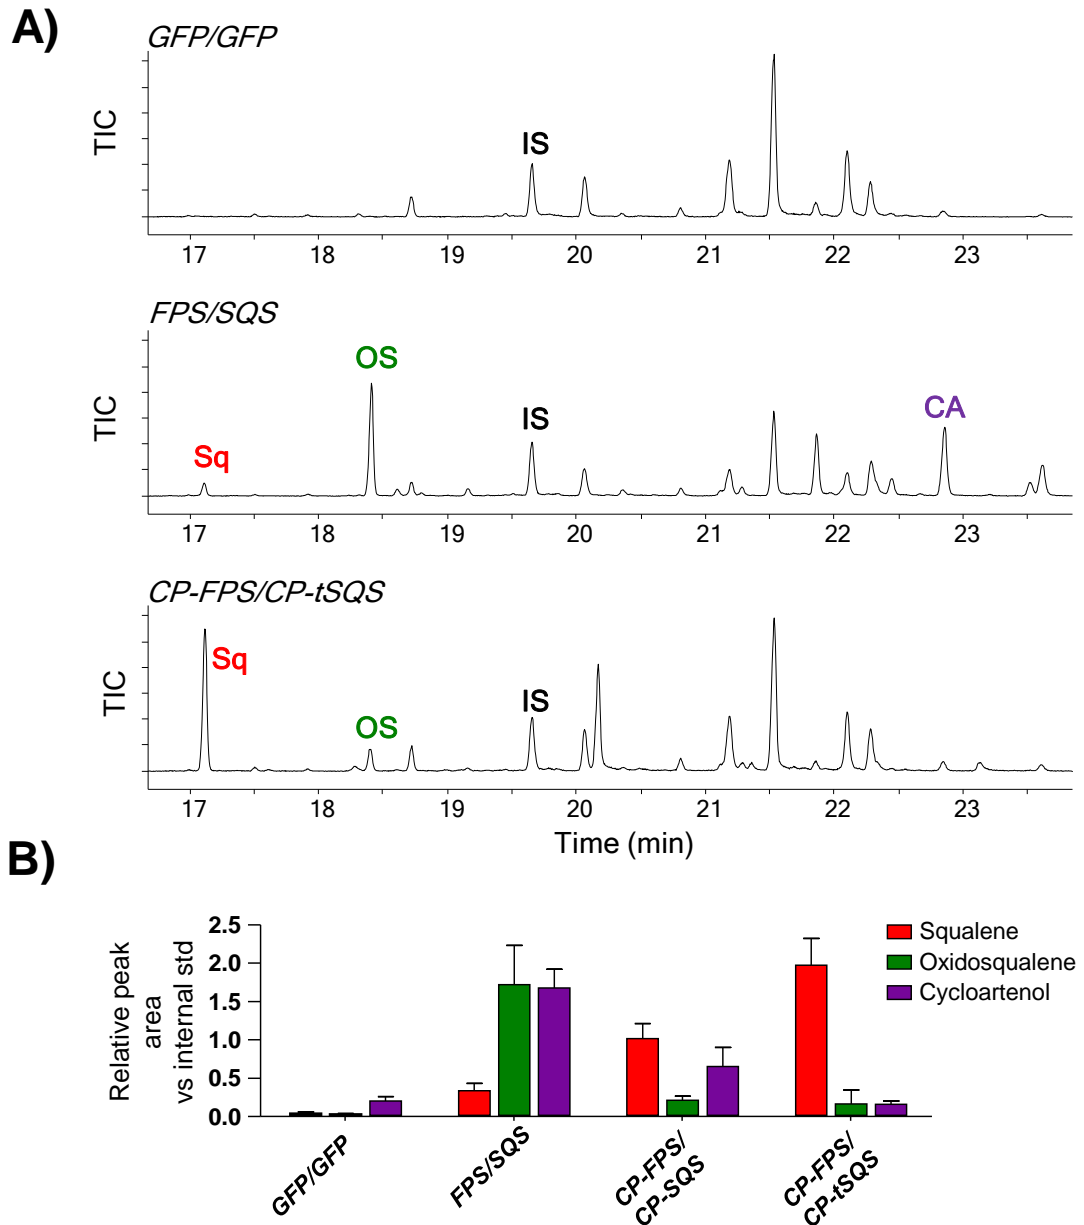 A)
GFP/GFP
TIC
IS
17 18 19 20 21 22 23
FPS/SQS
TIC
Sq
OS
IS
CA
17 18 19 20 21 22 23
CP-FPS/CP-tSQS
TIC
Sq
OS
IS
17 18 19 20 21 22 23
Time (min)
B)
Relative peak
area
vs internal std
2.5
2.0
1.5
1.0
0.5
0.0
Squalene
Oxidosqualene
Cycloartenol
GFP/GFP
FPS/SQS
CP-FPS/
CP-SQS
CP-FPS/
CP-tSQS